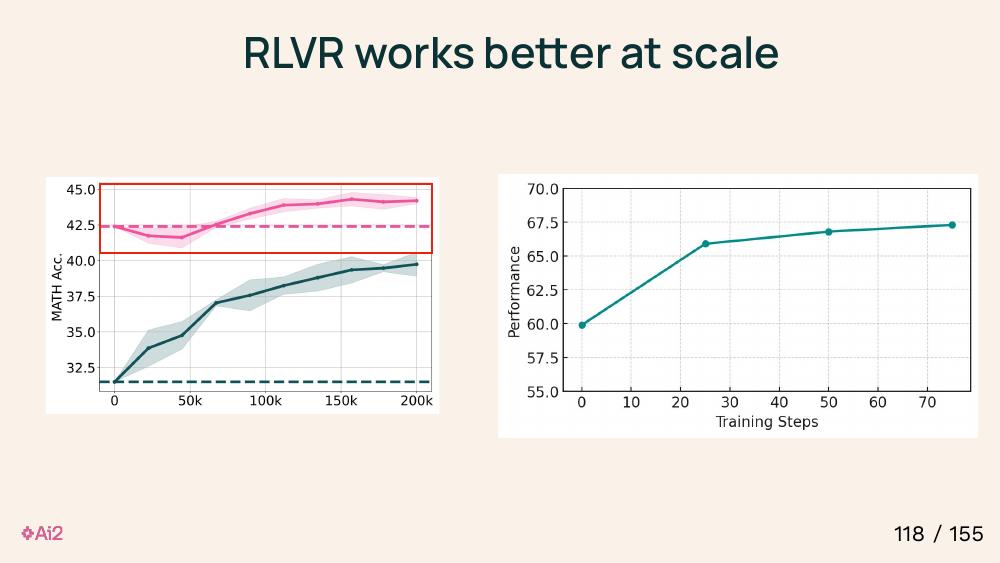 RLVR works better at scale
45.0
42.5
40.0
37.5
35.0
32.5
MATH Acc.
0 50k 100k 150k 200k
70.0
67.5
65.0
62.5
60.0
57.5
55.0
Performance
0 10 20 30 40 50 60 70
Training Steps
Ai2
118 / 155